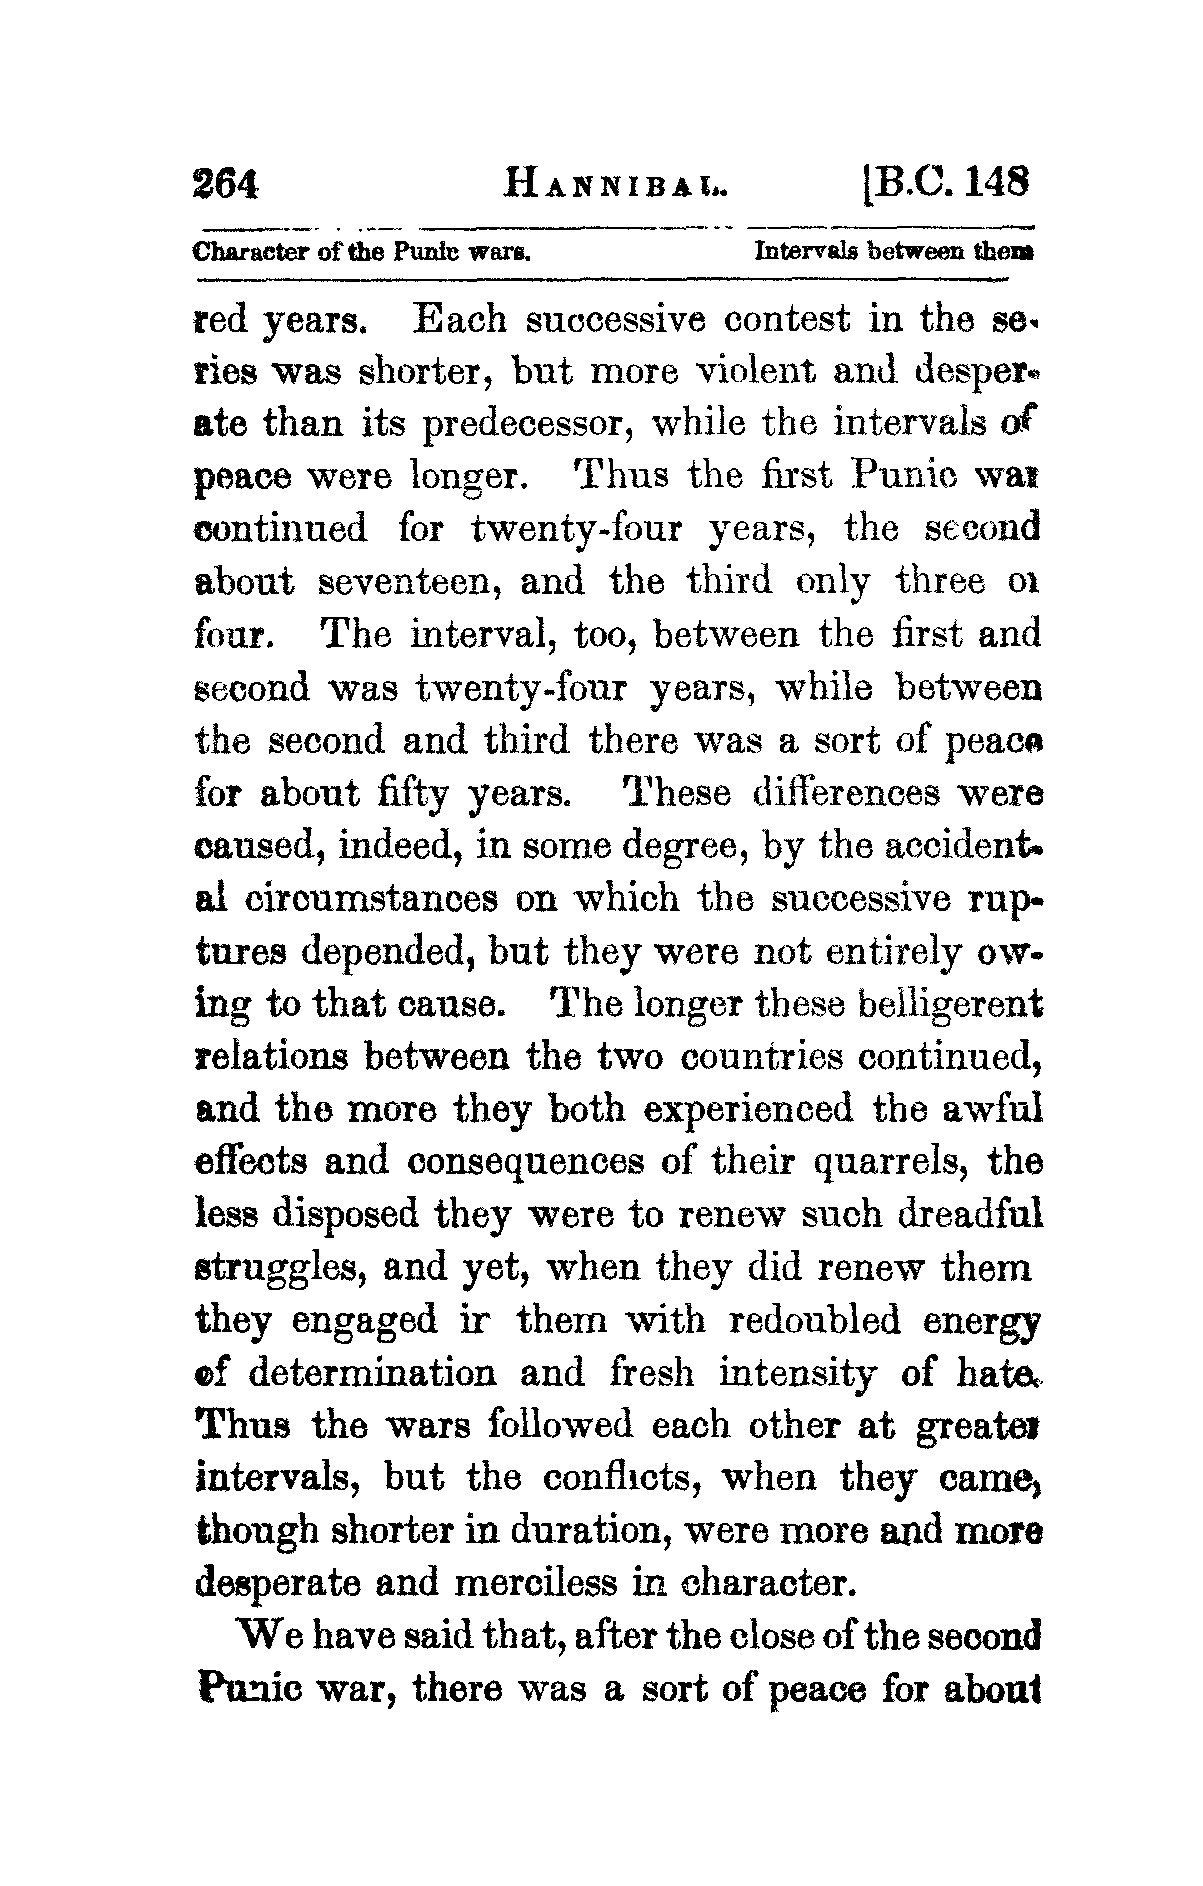 264 HANNIBAL. [B.C. 148
Character of the Punic wars. Intervals between them
red years. Each successive contest in the se-
ries was shorter, but more violent and desper-
ate than its predecessor, while the intervals of
peace were longer. Thus the first Punic war
continued for twenty-four years, the second
about seventeen, and the third only three or
four. The interval, too, between the first and
second was twenty-four years, while between
the second and third there was a sort of peace
for about fifty years. These differences were
caused, indeed, in some degree, by the accident-
al circumstances on which the successive rup-
tures depended, but they were not entirely ow-
ing to that cause. The longer these belligerent
relations between the two countries continued,
and the more they both experienced the awful
effects and consequences of their quarrels, the
less disposed they were to renew such dreadful
struggles, and yet, when they did renew them
they engaged ir them with redoubled energy
of determination and fresh intensity of hate.
Thus the wars followed each other at greater
intervals, but the conflicts, when they came,
though shorter in duration, were more and more
desperate and merciless in character.
We have said that, after the close of the second
Punic war, there was a sort of peace for about